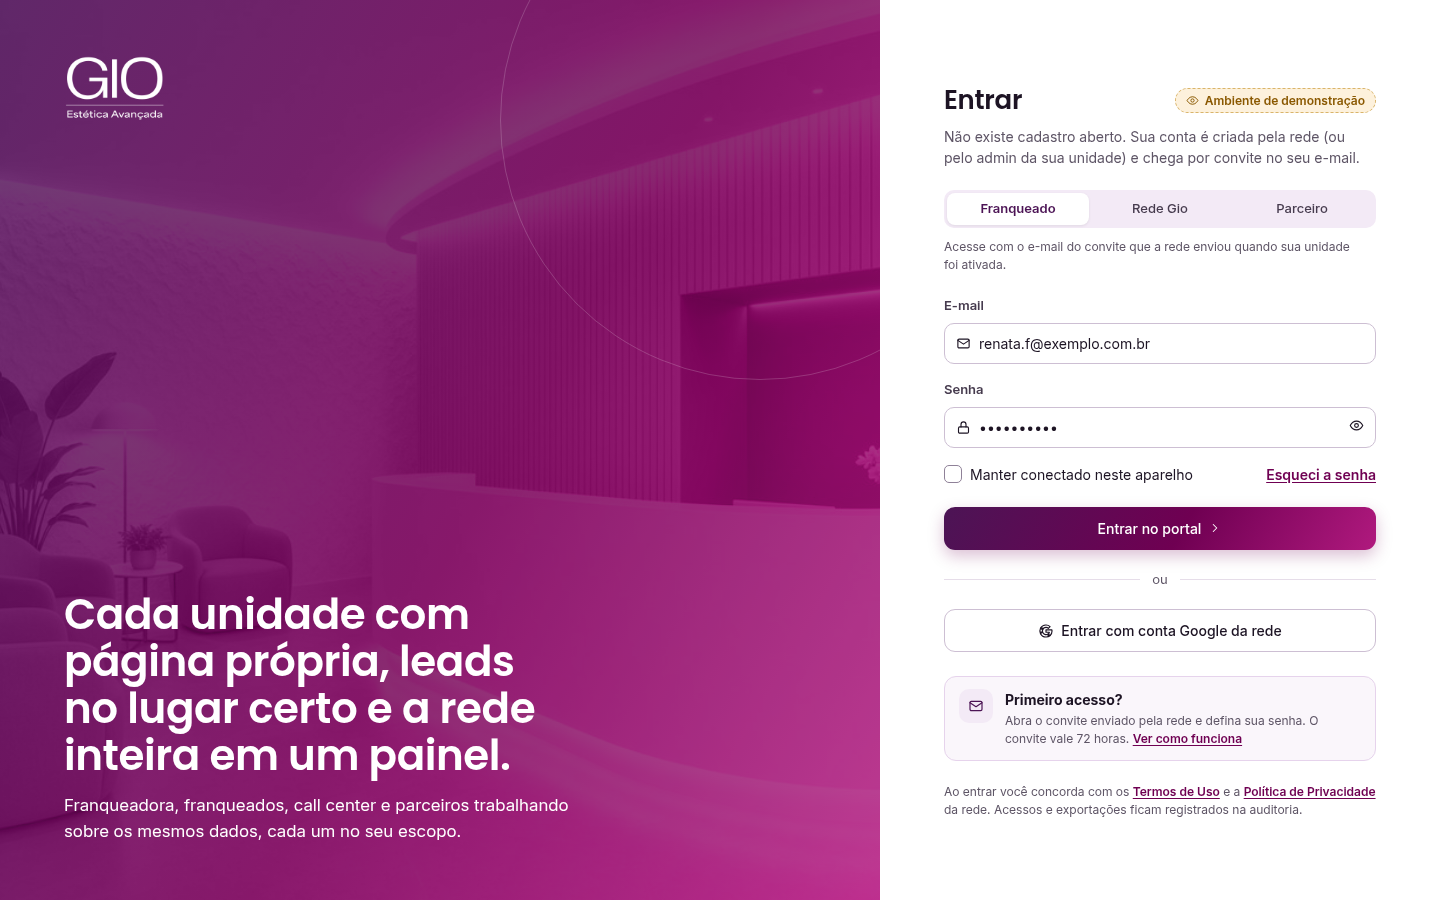 GIO
Estética Avançada
Cada unidade com
página própria, leads
no lugar certo e a rede
inteira em um painel.
Franqueadora, franqueados, call center e parceiros trabalhando
sobre os mesmos dados, cada um no seu escopo.
Entrar
Ambiente de demonstração
Não existe cadastro aberto. Sua conta é criada pela rede (ou
pelo admin da sua unidade) e chega por convite no seu e-mail.
Franqueado
Rede Gio
Parceiro
Acesse com o e-mail do convite que a rede enviou quando sua unidade
foi ativada.
E-mail
renata.f@exemplo.com.br
Senha
••••••••••
Manter conectado neste aparelho
Esqueci a senha
Entrar no portal
ou
Entrar com conta Google da rede
Primeiro acesso?
Abra o convite enviado pela rede e defina sua senha. O
convite vale 72 horas. Ver como funciona
Ao entrar você concorda com os Termos de Uso e a Política de Privacidade
da rede. Acessos e exportações ficam registrados na auditoria.